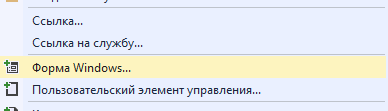 Ссылка...
Ссылка на службу...
Форма Windows...
Пользовательский элемент управления...